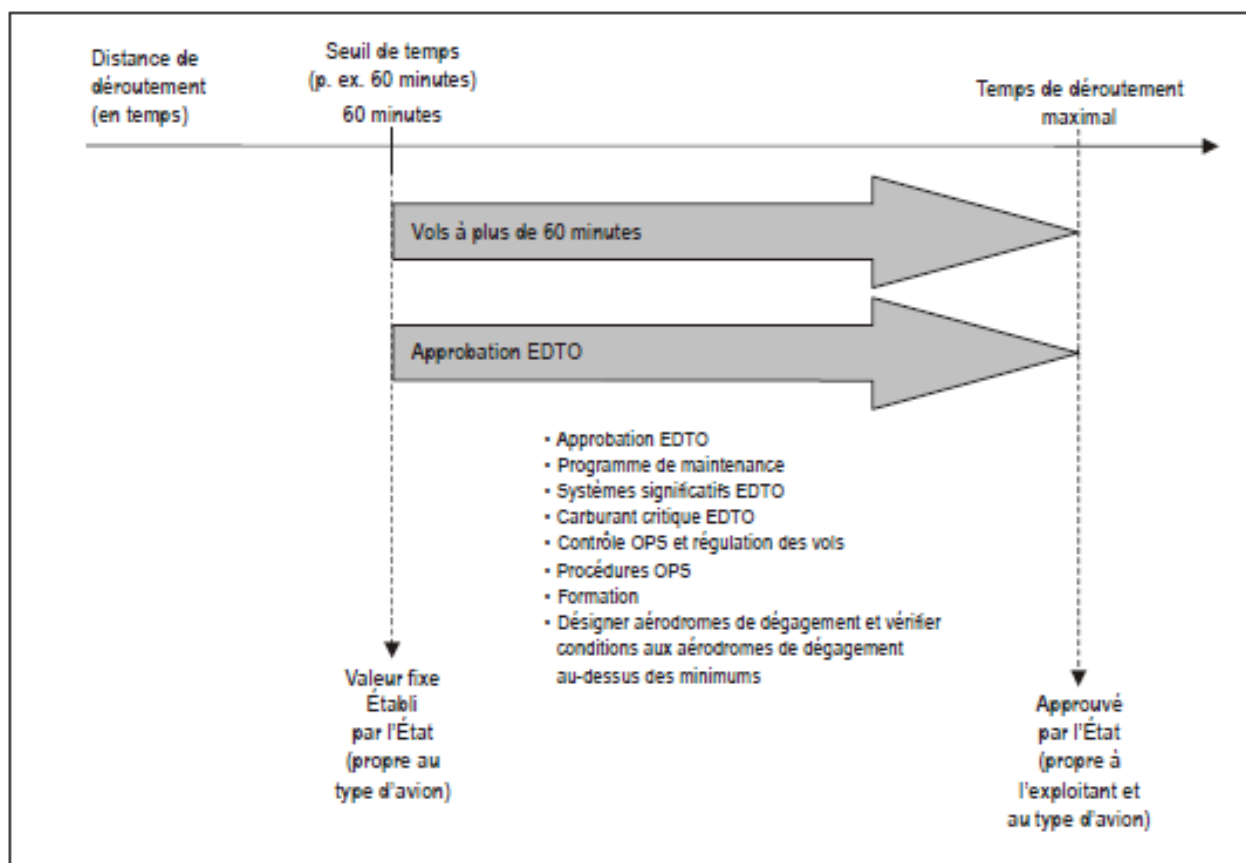 Distance de
déroutement
(en temps)
Seuil de temps
(p. ex. 60 minutes)
60 minutes
Temps de déroutement
maximal
Vols à plus de 60 minutes
Approbation EDTO
▪ Approbation EDTO
▪ Programme de maintenance
▪ Systèmes significatifs EDTO
▪ Carburant critique EDTO
▪ Contrôle OPS et régulation des vols
▪ Procédures OPS
▪ Formation
▪ Désigner aérodromes de dégagement et vérifier
conditions aux aérodromes de dégagement
au-dessus des minimums
Valeur fixe
Établi
par l'État
(propre au
type d'avion)
Approuvé
par l'État
(propre à
l'exploitant et
au type d'avion)